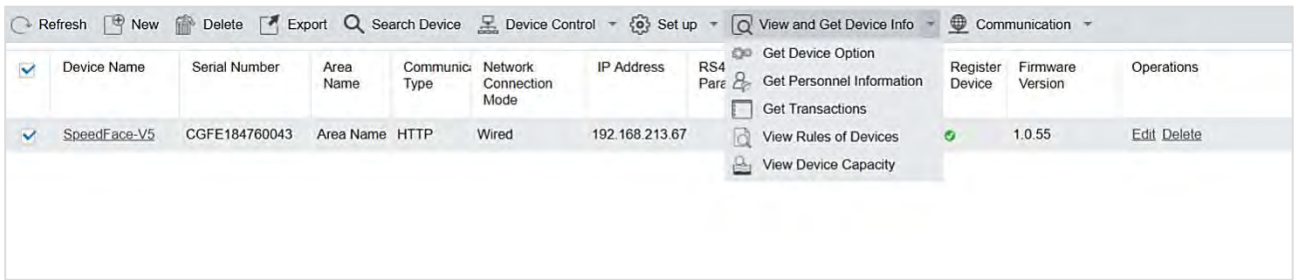 Refresh New Delete Export Search Device Device Control Set up View and Get Device Info Communication
Get Device Option
Get Personnel Information
Get Transactions
View Rules of Devices
View Device Capacity
Device Name Serial Number Area Name Communica Type Network Connection Mode IP Address RS4 Para Register Device Firmware Version Operations
SpeedFace-V5 CGFE184760043 Area Name HTTP Wired 192.168.213.67 1.0.55 Edit Delete